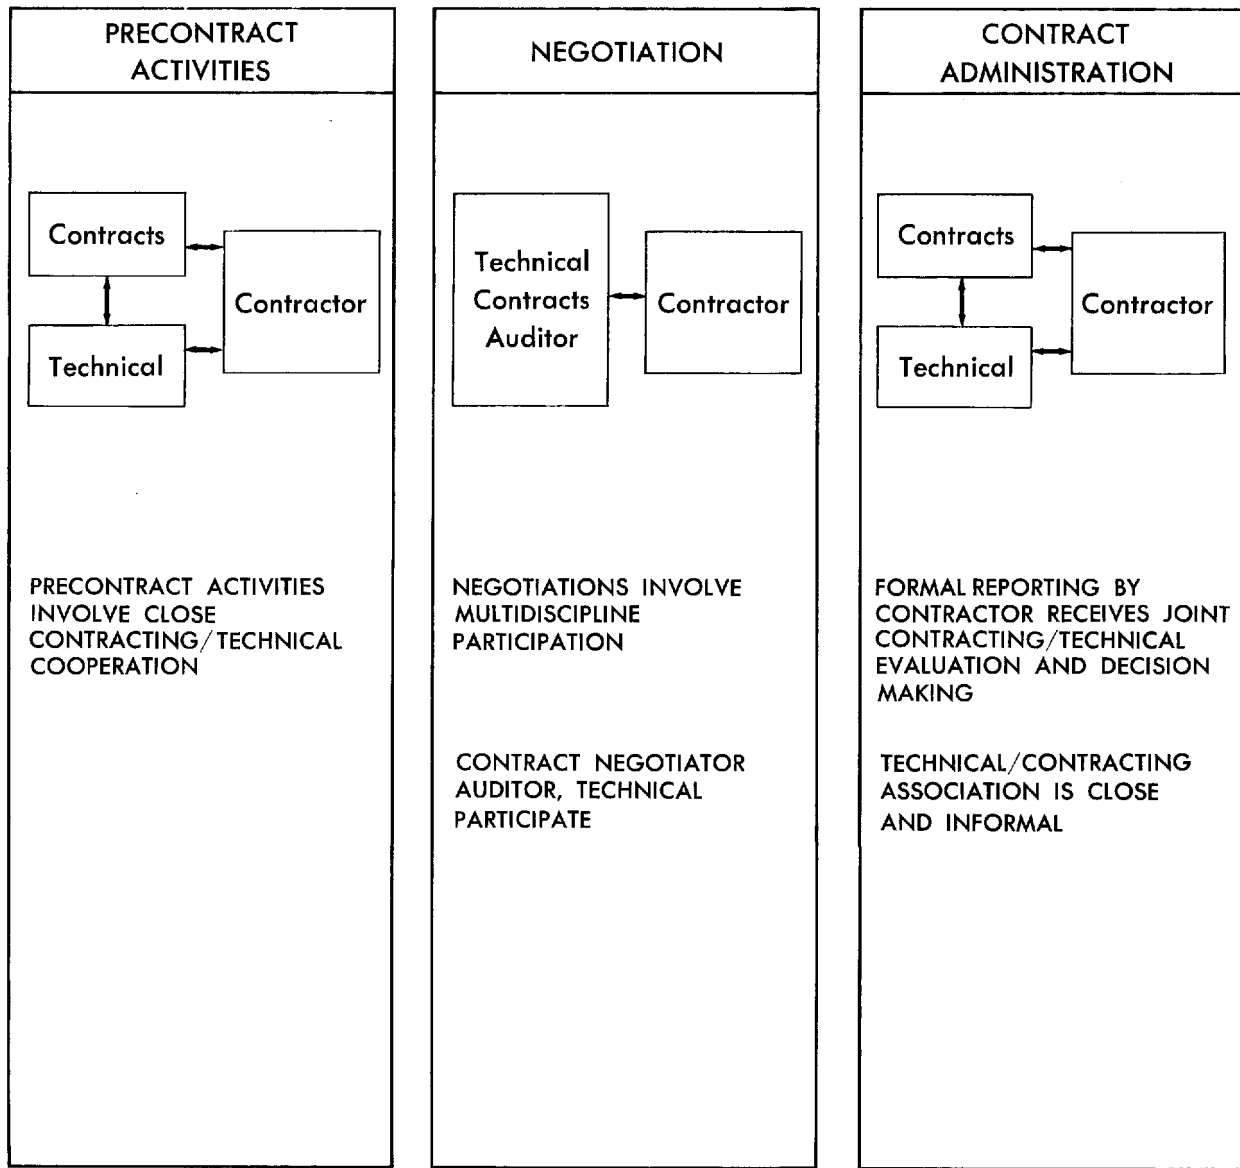 PRECONTRACT
ACTIVITIES
Contracts
Contractor
Technical
PRECONTRACT ACTIVITIES
INVOLVE CLOSE
CONTRACTING/TECHNICAL
COOPERATION
NEGOTIATION
Technical
Contracts
Auditor
Contractor
NEGOTIATIONS INVOLVE
MULTIDISCIPLINE
PARTICIPATION
CONTRACT NEGOTIATOR
AUDITOR, TECHNICAL
PARTICIPATE
CONTRACT
ADMINISTRATION
Contracts
Contractor
Technical
FORMAL REPORTING BY
CONTRACTOR RECEIVES JOINT
CONTRACTING/TECHNICAL
EVALUATION AND DECISION
MAKING
TECHNICAL/CONTRACTING
ASSOCIATION IS CLOSE
AND INFORMAL